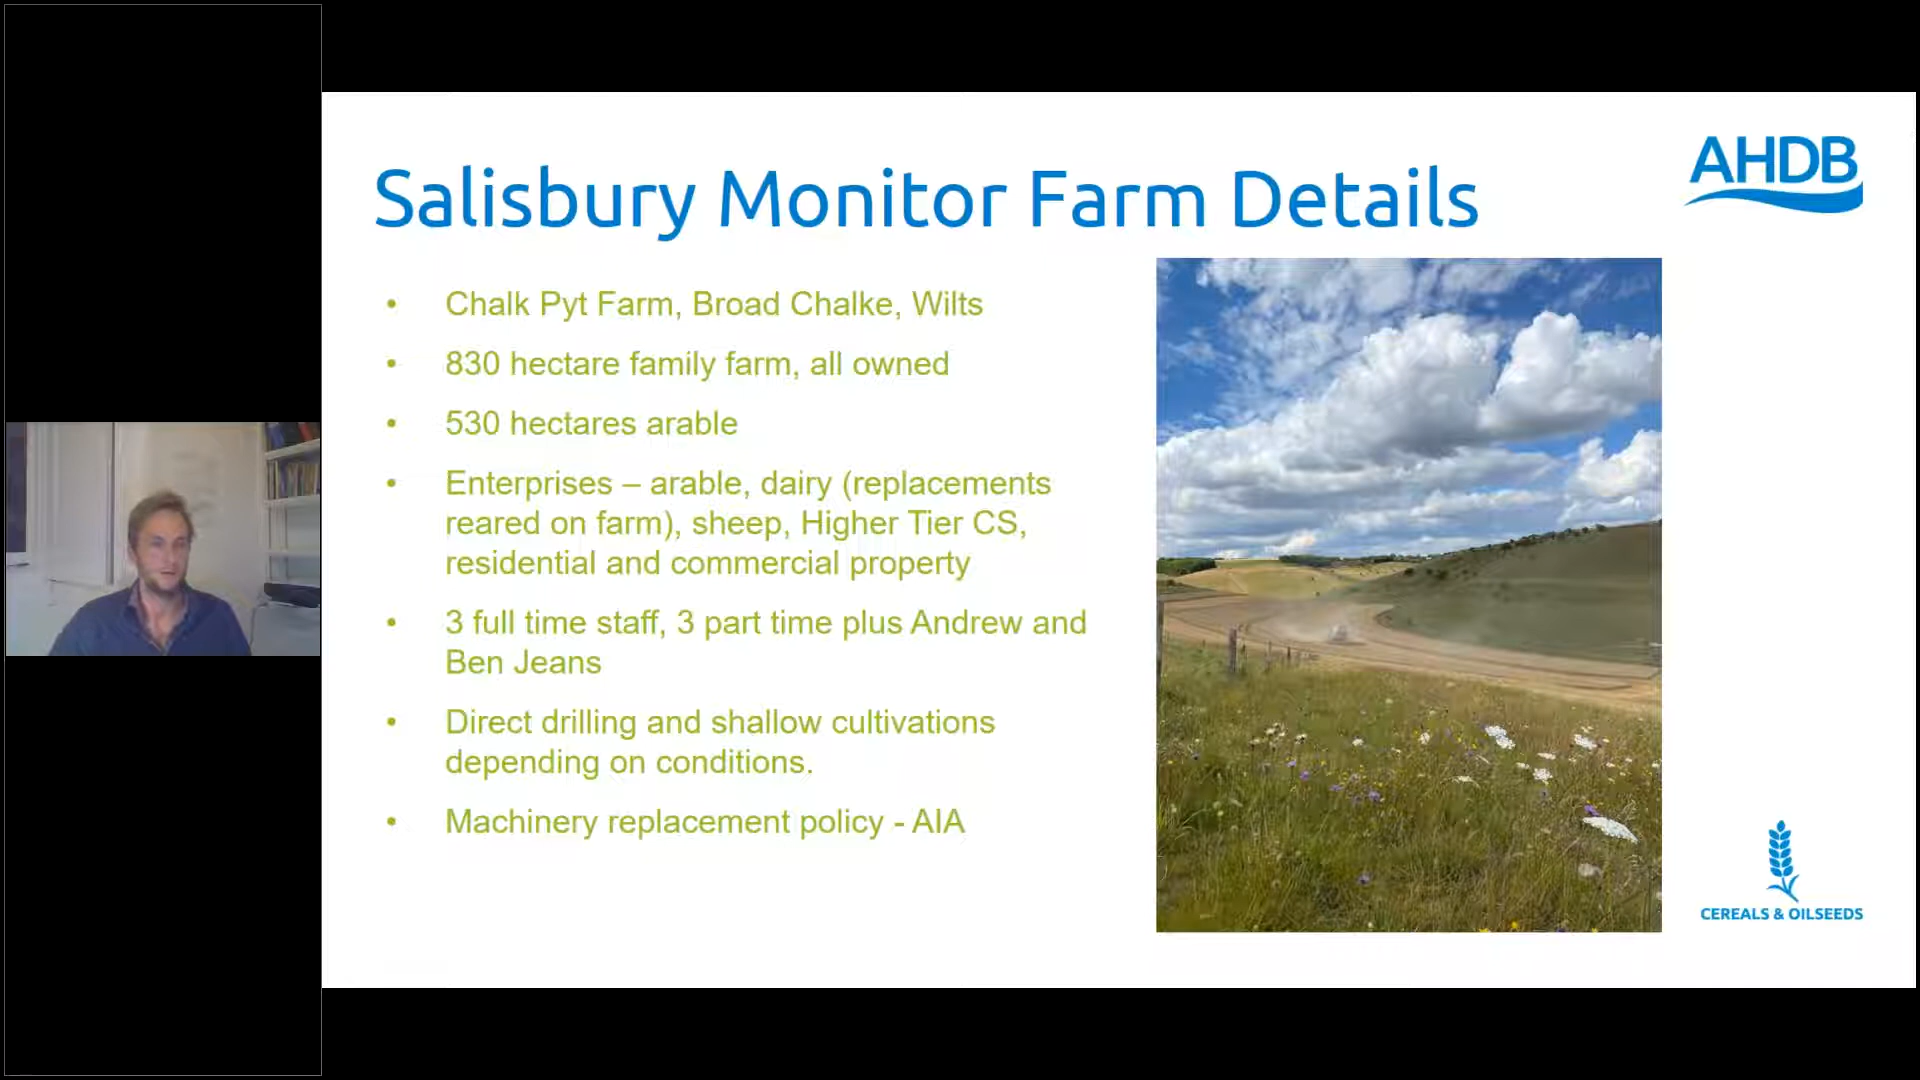 Salisbury Monitor Farm Details
AHDB
• Chalk Pyt Farm, Broad Chalke, Wilts
• 830 hectare family farm, all owned
• 530 hectares arable
• Enterprises – arable, dairy (replacements
reared on farm), sheep, Higher Tier CS,
residential and commercial property
• 3 full time staff, 3 part time plus Andrew and
Ben Jeans
• Direct drilling and shallow cultivations
depending on conditions.
• Machinery replacement policy - AIA
CEREALS & OILSEEDS